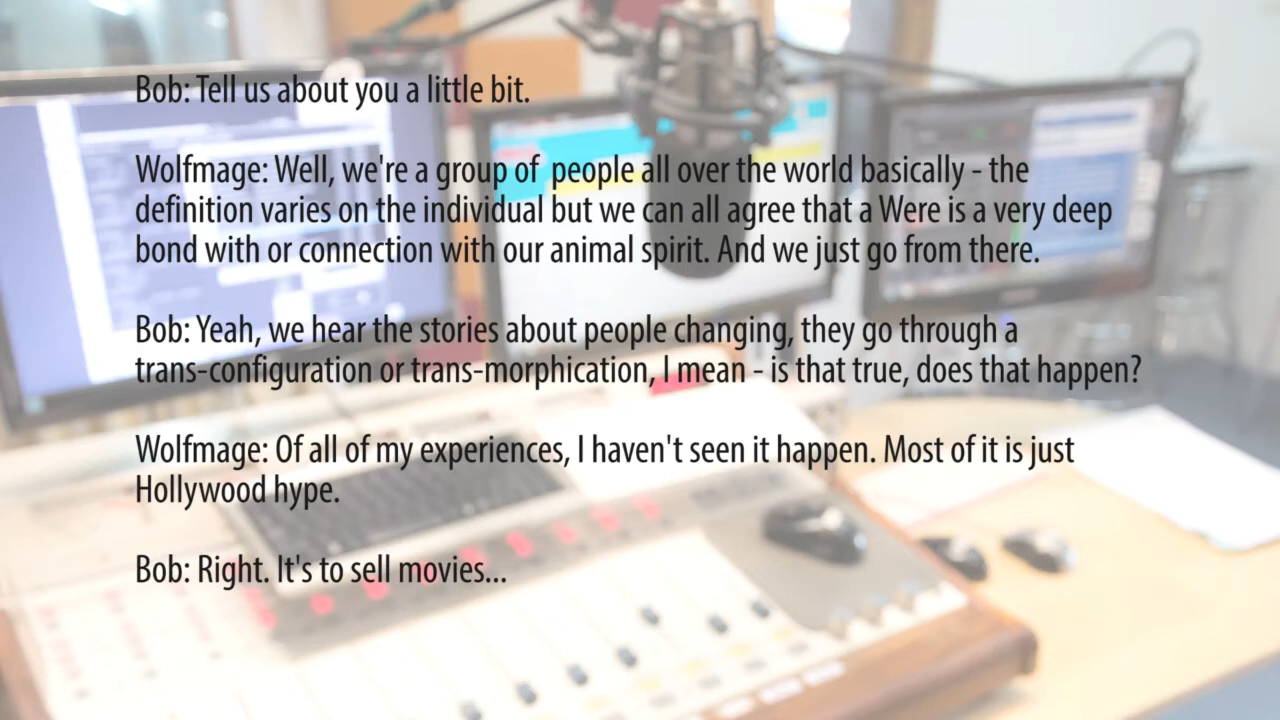 Bob: Tell us about you a little bit.
Wolfmage: Well, we're a group of  people all over the world basically - the
definition varies on the individual but we can all agree that a Were is a very deep
bond with or connection with our animal spirit. And we just go from there.
Bob: Yeah, we hear the stories about people changing, they go through a
trans-configuration or trans-morphication, I mean - is that true, does that happen?
Wolfmage: Of all of my experiences, I haven't seen it happen. Most of it is just
Hollywood hype.
Bob: Right. It's to sell movies...